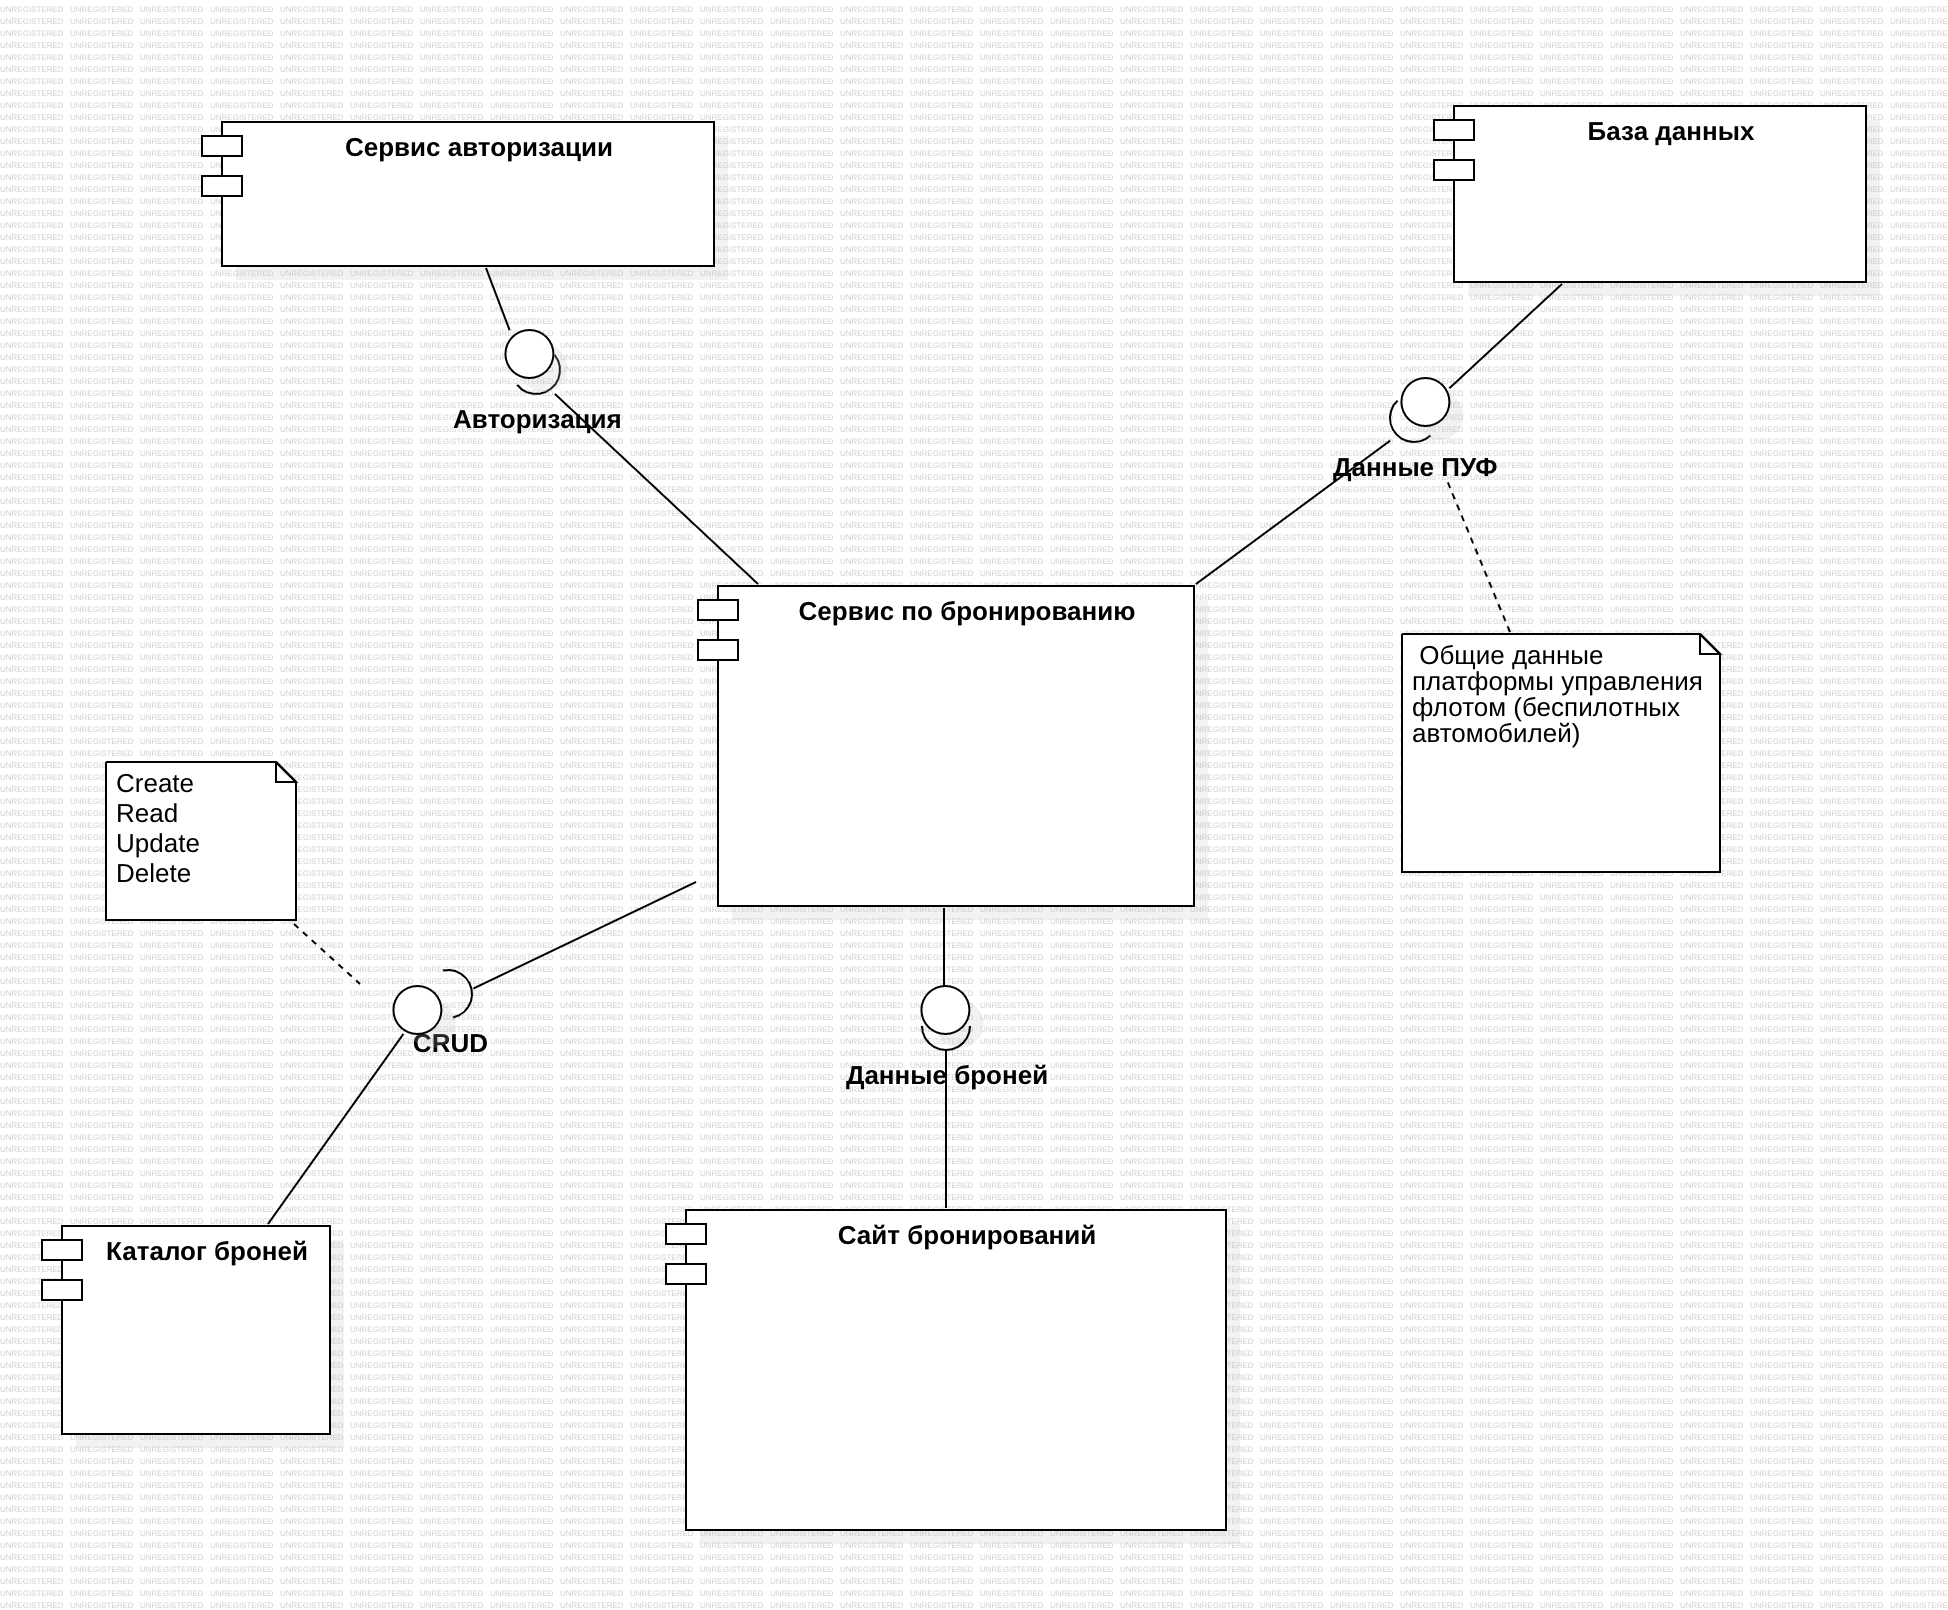 Сервис авторизации
База данных
Авторизация
Данные ПУФ
Сервис по бронированию
Общие данные
платформы управления
флотом (беспилотных
автомобилей)
Create
Read
Update
Delete
CRUD
Данные броней
Каталог броней
Сайт бронирований
UNREGISTERED